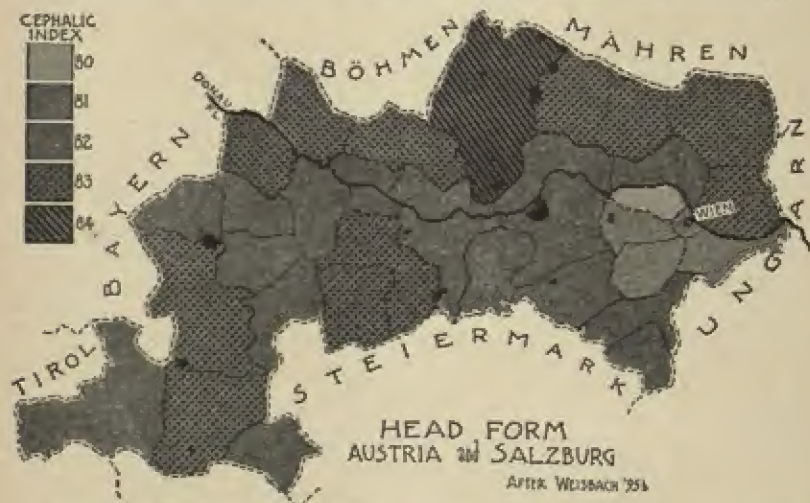 CEPHALIC
INDEX
80
81
82
83
84
BÖHMEN
MÄHREN
DONAU
BAYERN
UNGARN
WIEN
TIROL
STEIERMARK
HEAD FORM
AUSTRIA and SALZBURG
AFTER WEISBACH '95b